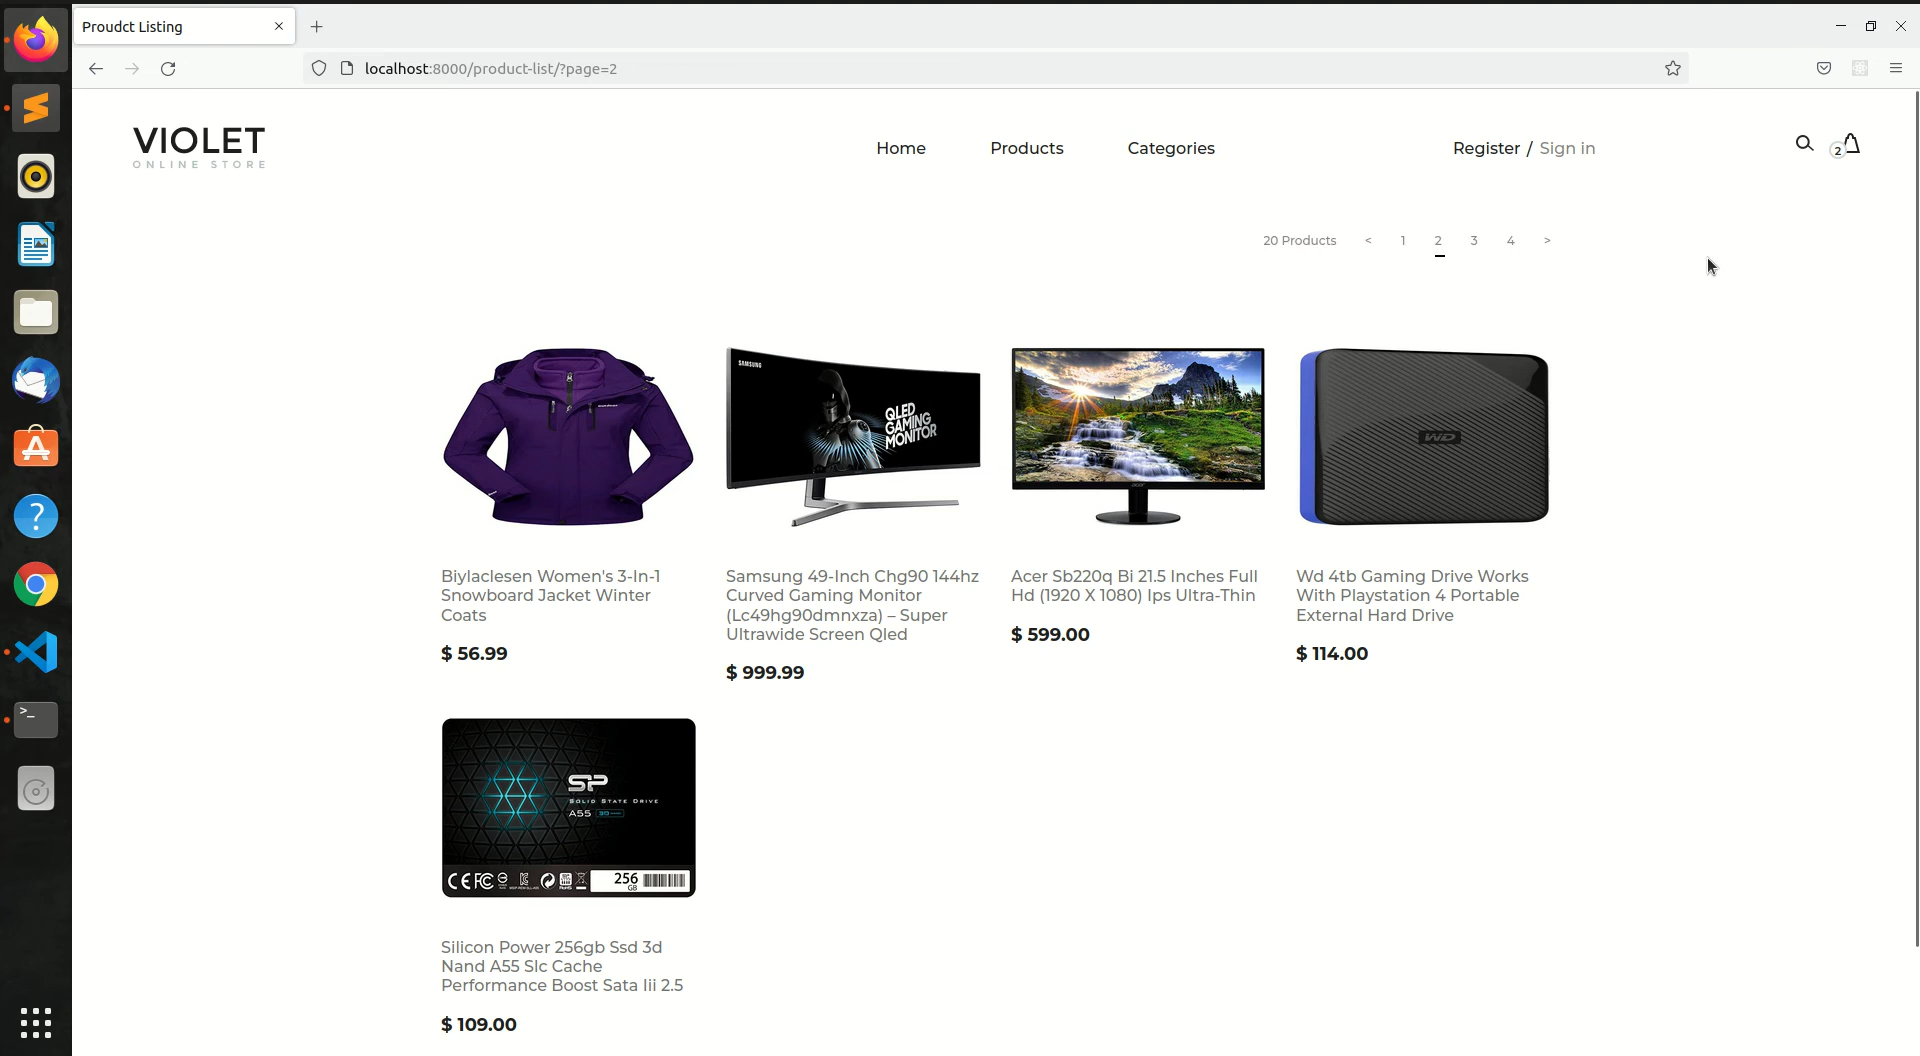 Proudct Listing
localhost:8000/product-list/?page=2
VIOLET
ONLINE STORE
Home
Products
Categories
Register / Sign in
2
20 Products < 1 2 3 4 >
SAMSUNG
QLED
GAMING
MONITOR
acer
WD
Biylaclesen Women's 3-In-1
Snowboard Jacket Winter
Coats
$ 56.99
Samsung 49-Inch Chg90 144hz
Curved Gaming Monitor
(Lc49hg90dmnxza) – Super
Ultrawide Screen Qled
$ 999.99
Acer Sb220q Bi 21.5 Inches Full
Hd (1920 X 1080) Ips Ultra-Thin
$ 599.00
Wd 4tb Gaming Drive Works
With Playstation 4 Portable
External Hard Drive
$ 114.00
SP
SOLID STATE DRIVE
A55
CE FC
256
GB
Silicon Power 256gb Ssd 3d
Nand A55 Slc Cache
Performance Boost Sata Iii 2.5
$ 109.00